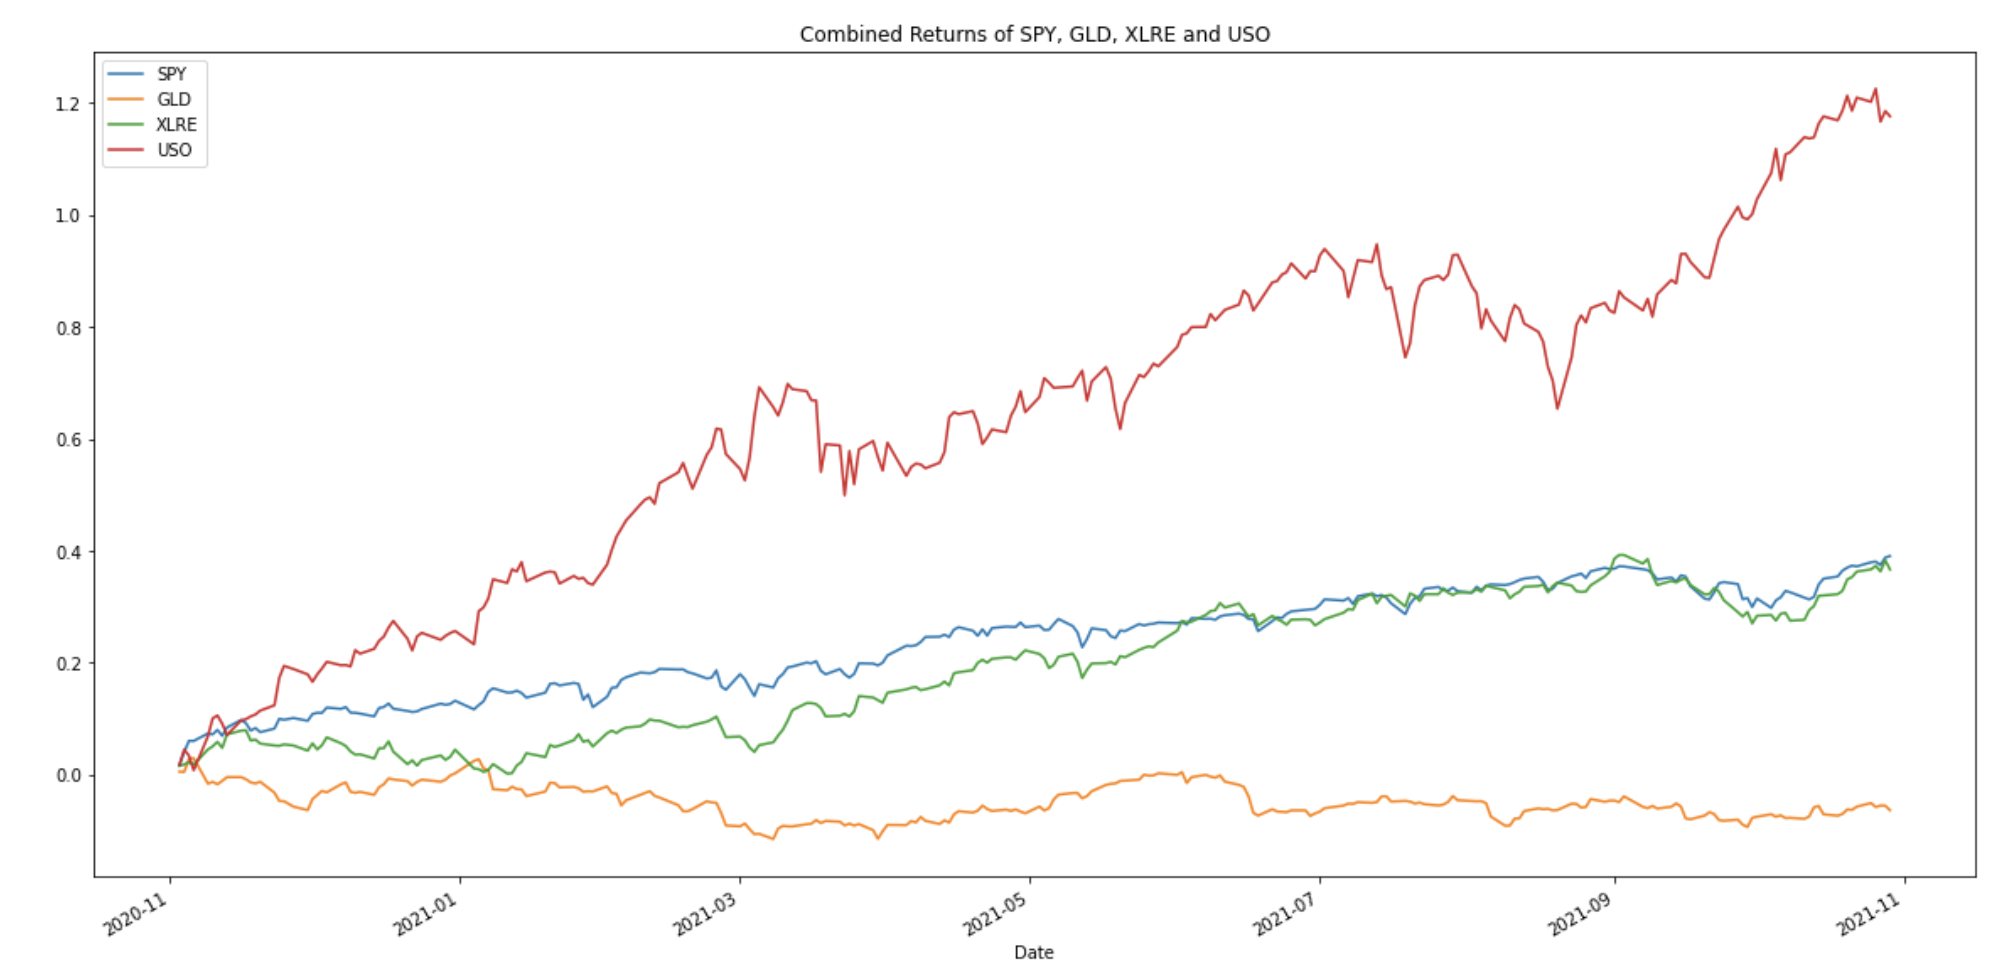 Combined Returns of SPY, GLD, XLRE and USO
SPY
GLD
XLRE
USO
1.2
1.0
0.8
0.6
0.4
0.2
0.0
2020-11
2021-01
2021-03
2021-05
2021-07
2021-09
2021-11
Date